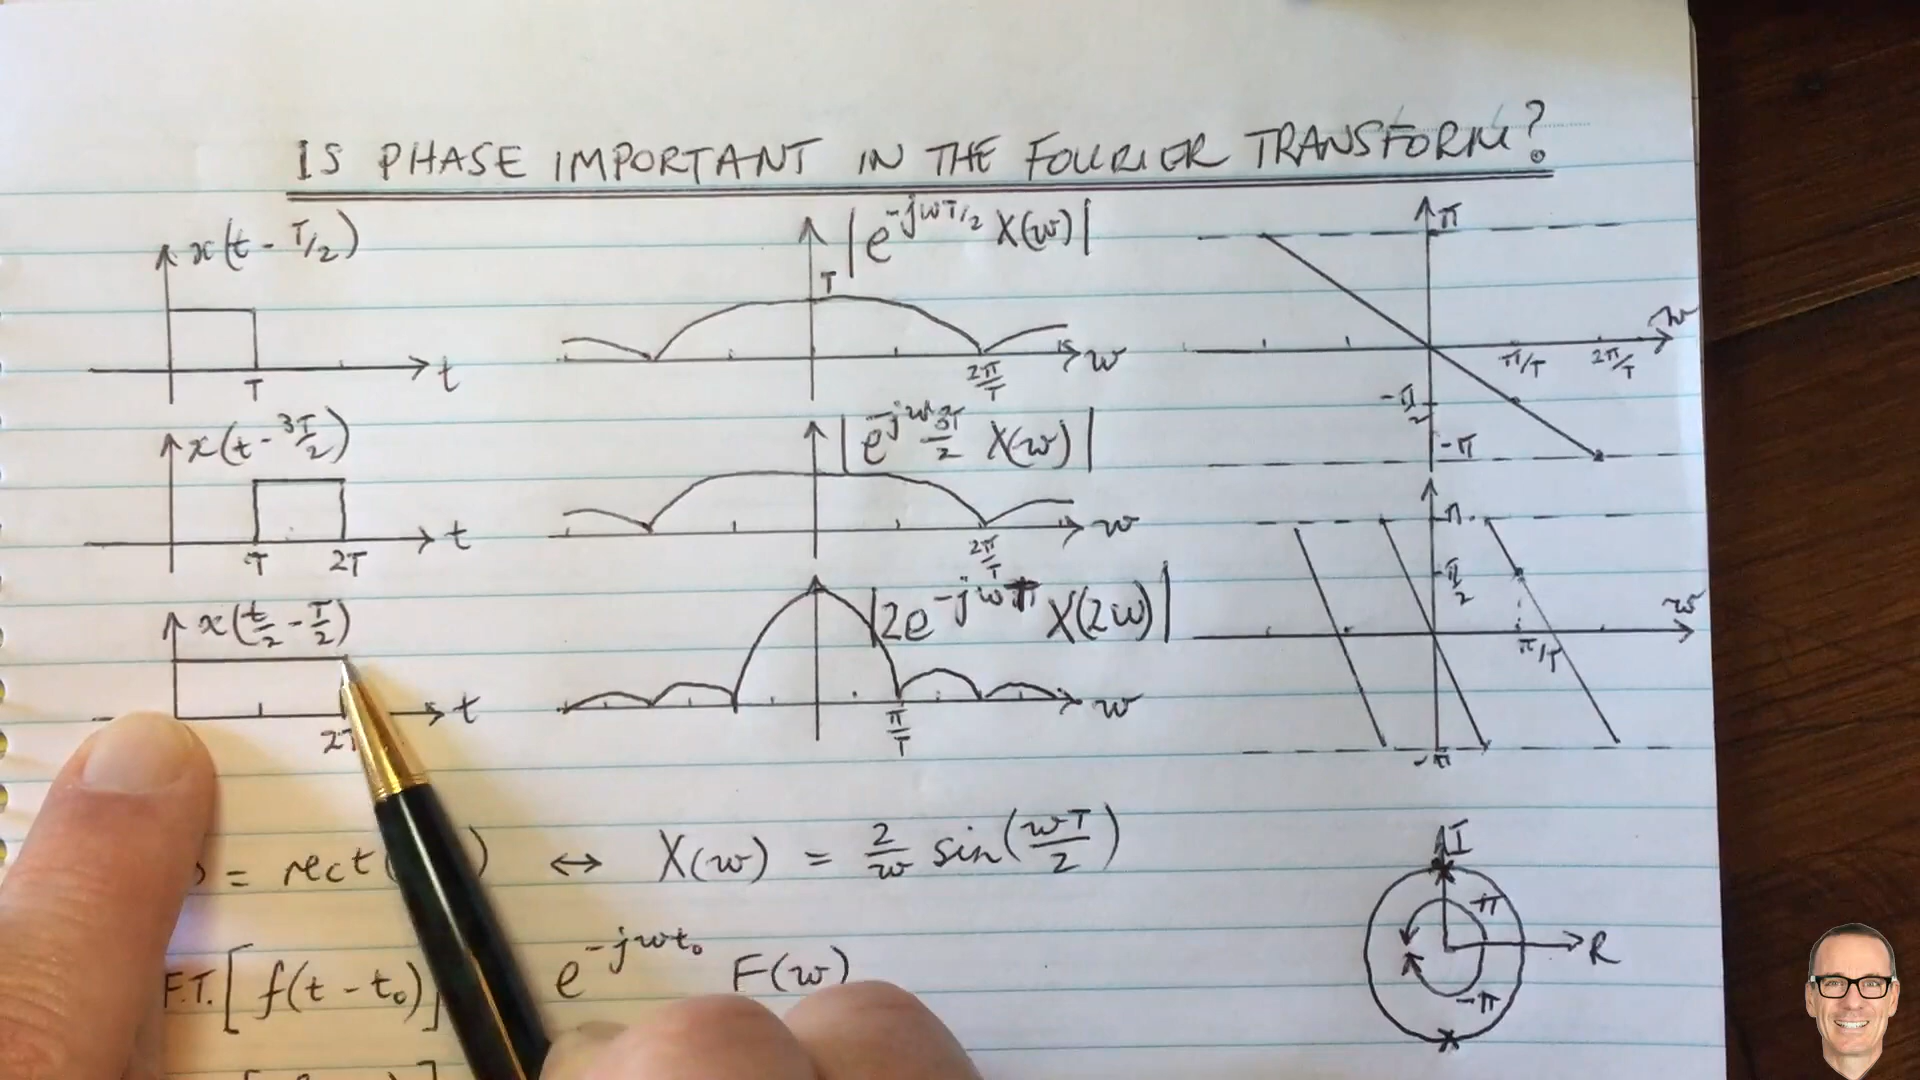 IS PHASE IMPORTANT IN THE FOURIER TRANSFORM?
x(t - T/2)
T
t
|e^{-jωT/2} X(ω)|
T
2π/T
ω
π
-π/2
-π
π/T
2π/T
ω
x(t - 3T/2)
T
2T
t
|e^{-jω3T/2} X(ω)|
2π/T
ω
π
π/2
-π
π/T
ω
x(t/2 - T/2)
t
|2e^{-jωT} X(2ω)|
π/T
ω
) = rect( ) ↔ X(ω) = 2/ω sin(ωT/2)
F.T.[f(t - t₀)] e^{-jωt₀} F(ω)
I
π
-π
R